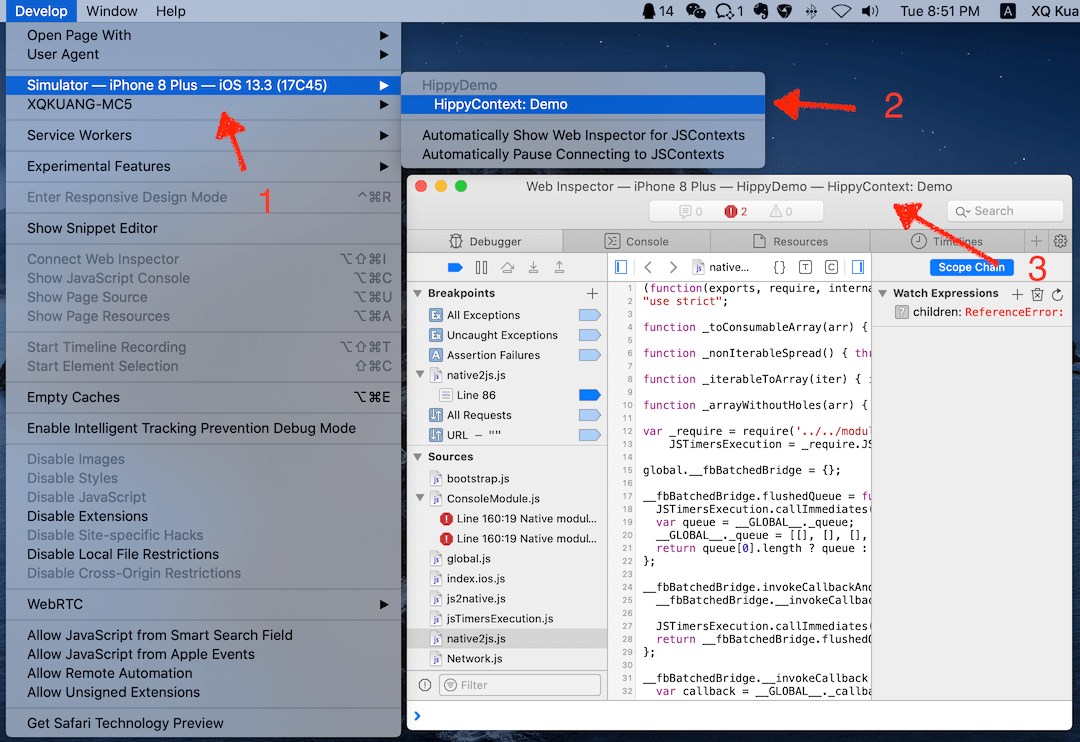 Develop Window Help 14 1 Tue 8:51 PM A XQ Kua
Open Page With
User Agent
Simulator — iPhone 8 Plus — iOS 13.3 (17C45)
XQKUANG-MC5
Service Workers
Experimental Features
Enter Responsive Design Mode ^⌘R
Show Snippet Editor
Connect Web Inspector ⌥⇧⌘I
Show JavaScript Console ⌥⌘C
Show Page Source ⌥⌘U
Show Page Resources ⌥⌘A
Start Timeline Recording ⌥⇧⌘T
Start Element Selection ⇧⌘C
Empty Caches ⌥⌘E
Enable Intelligent Tracking Prevention Debug Mode
Disable Images
Disable Styles
Disable JavaScript
Disable Extensions
Disable Site-specific Hacks
Disable Local File Restrictions
Disable Cross-Origin Restrictions
WebRTC
Allow JavaScript from Smart Search Field
Allow JavaScript from Apple Events
Allow Remote Automation
Allow Unsigned Extensions
Get Safari Technology Preview
1
HippyDemo
HippyContext: Demo
Automatically Show Web Inspector for JSContexts
Automatically Pause Connecting to JSContexts
2
Web Inspector — iPhone 8 Plus — HippyDemo — HippyContext: Demo
0 2 0 Search
Debugger Console Resources Timelines
3
native... {} T C Scope Chain
Breakpoints
All Exceptions
Uncaught Exceptions
Assertion Failures
native2js.js
Line 86
All Requests
URL – ""
Sources
bootstrap.js
ConsoleModule.js
Line 160:19 Native modul...
Line 160:19 Native modul...
global.js
index.ios.js
js2native.js
jsTimersExecution.js
native2js.js
Network.js
Filter
1 (function(exports, require, interna
2 "use strict";
3
4 function _toConsumableArray(arr) {
5
6 function _nonIterableSpread() { thr
7
8 function _iterableToArray(iter) {
9
10 function _arrayWithoutHoles(arr) {
11
12 var _require = require('../../modul
13 JSTimersExecution = _require.JS
14
15 global.__fbBatchedBridge = {};
16
17 __fbBatchedBridge.flushedQueue = fu
18 JSTimersExecution.callImmediates(
19 var queue = __GLOBAL__._queue;
20 __GLOBAL__._queue = [[], [], [],
21 return queue[0].length ? queue :
22 };
23
24 __fbBatchedBridge.invokeCallbackAnd
25 __fbBatchedBridge.__invokeCallbac
26
27 JSTimersExecution.callImmediates(
28 return __fbBatchedBridge.flushedQ
29 };
30
31 __fbBatchedBridge.__invokeCallback
32 var callback = __GLOBAL__._callba
Watch Expressions
children: ReferenceError: